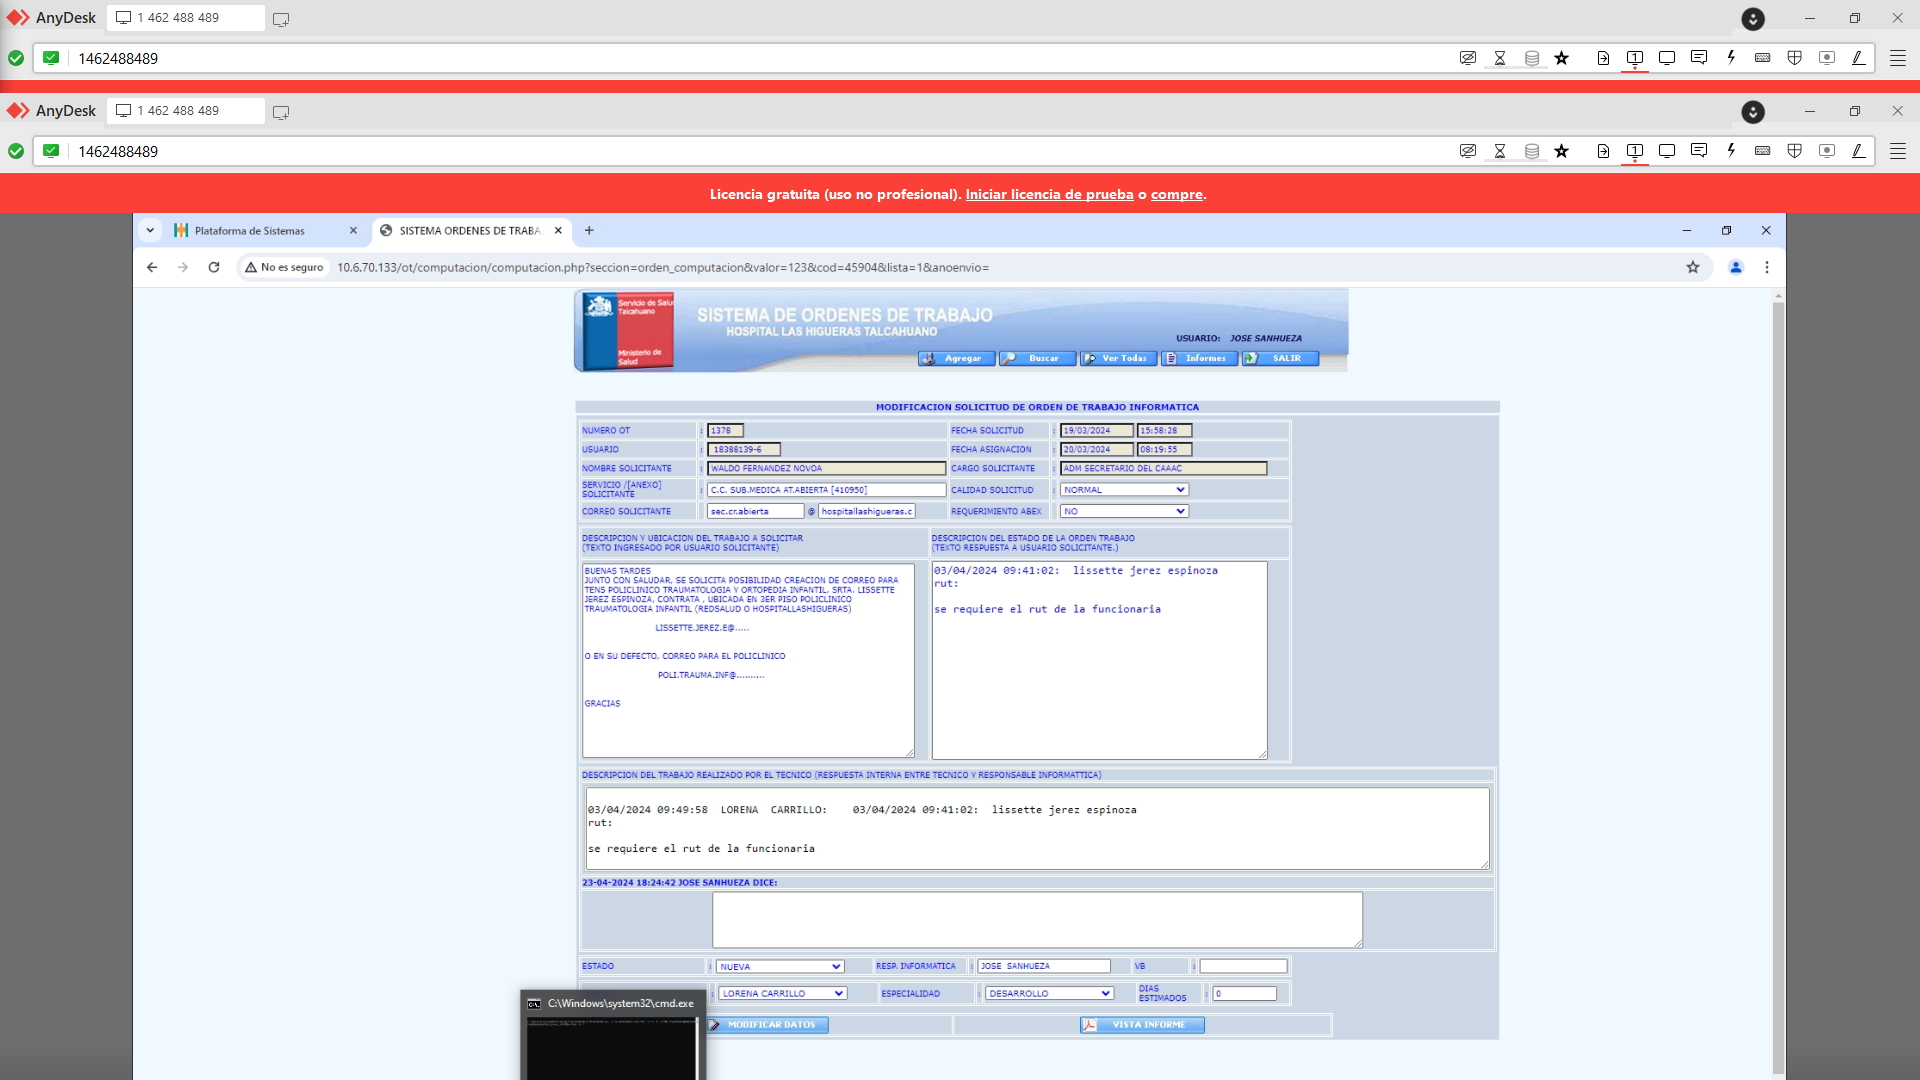 AnyDesk 1 462 488 489
1462488489
AnyDesk 1 462 488 489
1462488489
Licencia gratuita (uso no profesional). Iniciar licencia de prueba o compre.
Plataforma de Sistemas
SISTEMA ORDENES DE TRABA
No es seguro 10.6.70.133/ot/computacion/computacion.php?seccion=orden_computacion&valor=123&cod=45904&lista=1&anoenvio=
Servicio de Salu
Talcahuano
Ministerio de
Salud
SISTEMA DE ORDENES DE TRABAJO
HOSPITAL LAS HIGUERAS TALCAHUANO
USUARIO: JOSE SANHUEZA
Agregar Buscar Ver Todas Informes SALIR
MODIFICACION SOLICITUD DE ORDEN DE TRABAJO INFORMATICA
NUMERO OT : 1378 FECHA SOLICITUD : 19/03/2024 15:58:28
USUARIO : 18388139-6 FECHA ASIGNACION : 20/03/2024 08:19:55
NOMBRE SOLICITANTE : WALDO FERNANDEZ NOVOA CARGO SOLICITANTE : ADM SECRETARIO DEL CAAAC
SERVICIO /[ANEXO]
SOLICITANTE : C.C. SUB.MEDICA AT.ABIERTA [410950] CALIDAD SOLICITUD : NORMAL
CORREO SOLICITANTE : sec.cr.abierta @ hospitallashigueras.c REQUERIMIENTO ABEX : NO
DESCRIPCION Y UBICACION DEL TRABAJO A SOLICITAR
(TEXTO INGRESADO POR USUARIO SOLICITANTE)
DESCRIPCION DEL ESTADO DE LA ORDEN TRABAJO
(TEXTO RESPUESTA A USUARIO SOLICITANTE.)
BUENAS TARDES
JUNTO CON SALUDAR, SE SOLICITA POSIBILIDAD CREACION DE CORREO PARA
TENS POLICLINICO TRAUMATOLOGIA Y ORTOPEDIA INFANTIL, SRTA. LISSETTE
JEREZ ESPINOZA, CONTRATA , UBICADA EN 3ER PISO POLICLINICO
TRAUMATOLOGIA INFANTIL (REDSALUD O HOSPITALLASHIGUERAS)
LISSETTE.JEREZ.E@.....
O EN SU DEFECTO, CORREO PARA EL POLICLINICO
POLI.TRAUMA.INF@..........
GRACIAS
03/04/2024 09:41:02: lissette jerez espinoza
rut:
se requiere el rut de la funcionaria
DESCRIPCION DEL TRABAJO REALIZADO POR EL TECNICO (RESPUESTA INTERNA ENTRE TECNICO Y RESPONSABLE INFORMATTICA)
03/04/2024 09:49:58 LORENA CARRILLO: 03/04/2024 09:41:02: lissette jerez espinoza
rut:
se requiere el rut de la funcionaria
23-04-2024 18:24:42 JOSE SANHUEZA DICE:
ESTADO : NUEVA RESP. INFORMATICA : JOSE SANHUEZA VB :
: LORENA CARRILLO ESPECIALIDAD : DESARROLLO DIAS
ESTIMADOS : 0
C:\Windows\system32\cmd.exe
MODIFICAR DATOS VISTA INFORME